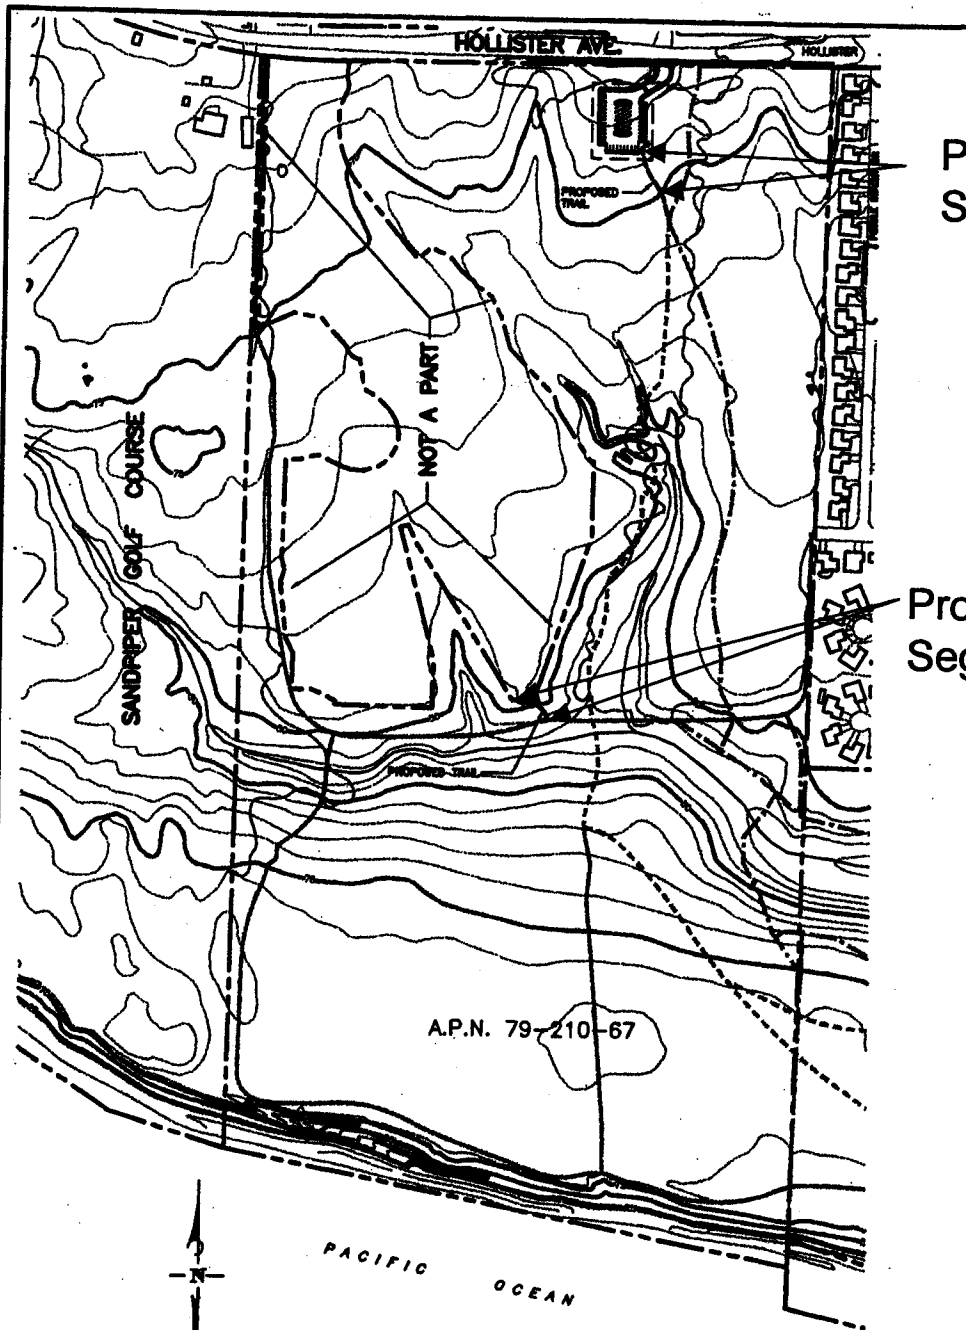 HOLLISTER AVE.
HOLLISTER
P
S
PROPOSED
TRAIL
NOT A PART
SANDPIPER GOLF COURSE
Pro
Seg
PROPOSED TRAIL
A.P.N. 79-210-67
N
PACIFIC OCEAN